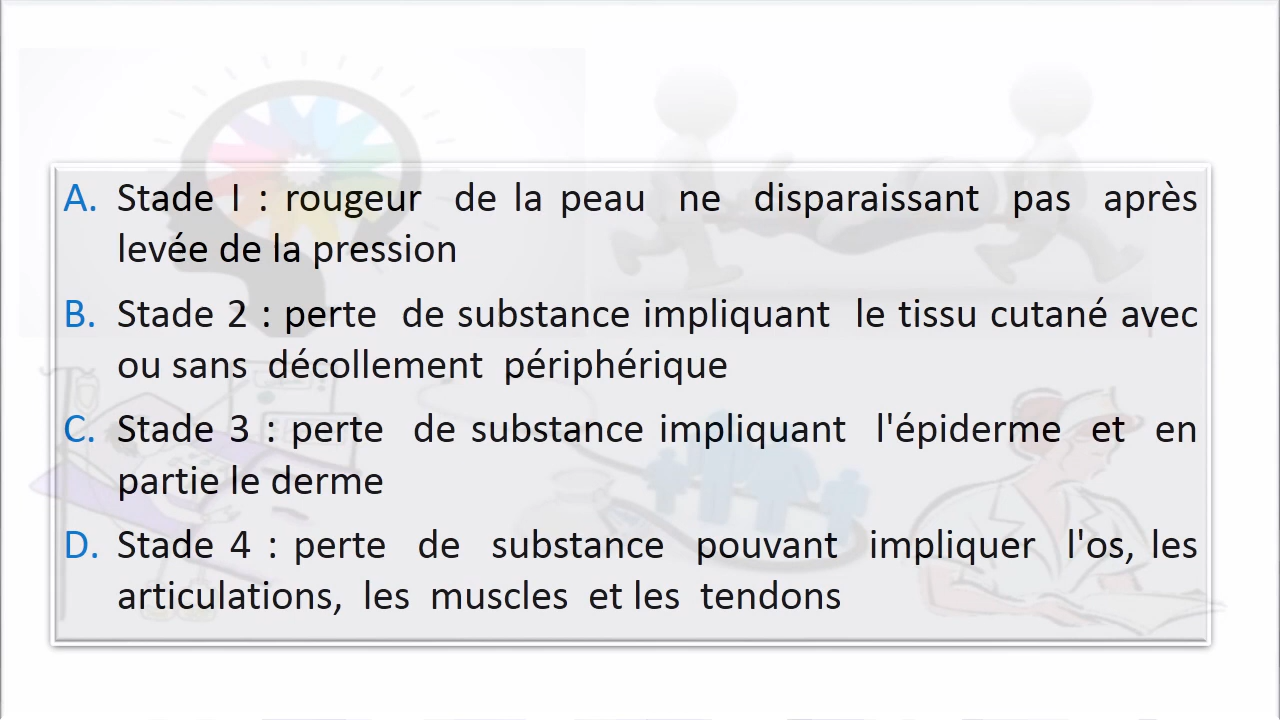 A. Stade I : rougeur de la peau ne disparaissant pas après
levée de la pression
B. Stade 2 : perte de substance impliquant le tissu cutané avec
ou sans décollement périphérique
C. Stade 3 : perte de substance impliquant l'épiderme et en
partie le derme
D. Stade 4 : perte de substance pouvant impliquer l'os, les
articulations, les muscles et les tendons